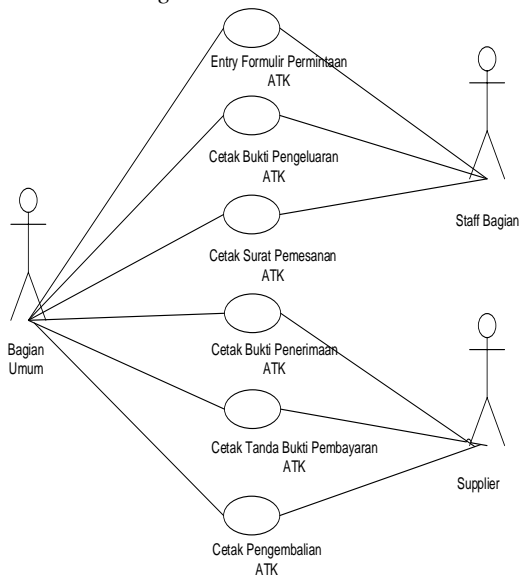 Entry Formulir Permintaan
ATK
Cetak Bukti Pengeluaran
ATK
Staff Bagian
Cetak Surat Pemesanan
ATK
Bagian
Umum
Cetak Bukti Penerimaan
ATK
Cetak Tanda Bukti Pembayaran
ATK
Supplier
Cetak Pengembalian
ATK